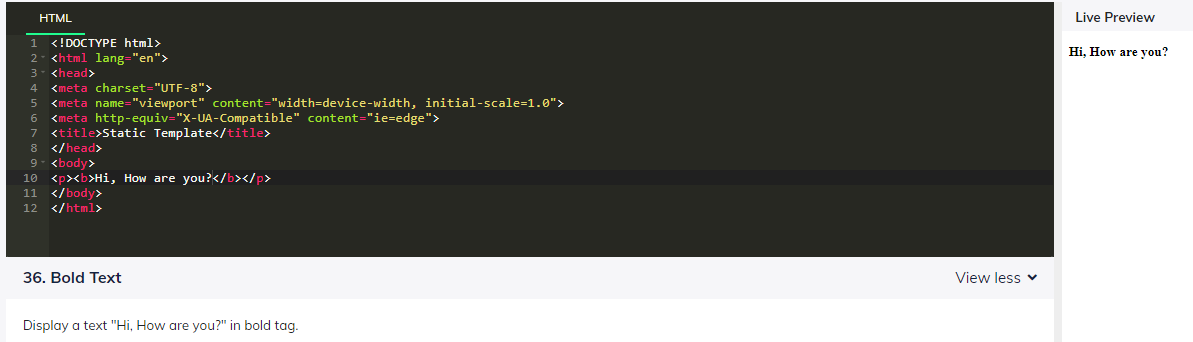 HTML
Live Preview
1 <!DOCTYPE html>
2 <html lang="en">
3 <head>
4 <meta charset="UTF-8">
5 <meta name="viewport" content="width=device-width, initial-scale=1.0">
6 <meta http-equiv="X-UA-Compatible" content="ie=edge">
7 <title>Static Template</title>
8 </head>
9 <body>
10 <p><b>Hi, How are you?</b></p>
11 </body>
12 </html>
Hi, How are you?
36. Bold Text
View less
Display a text "Hi, How are you?" in bold tag.